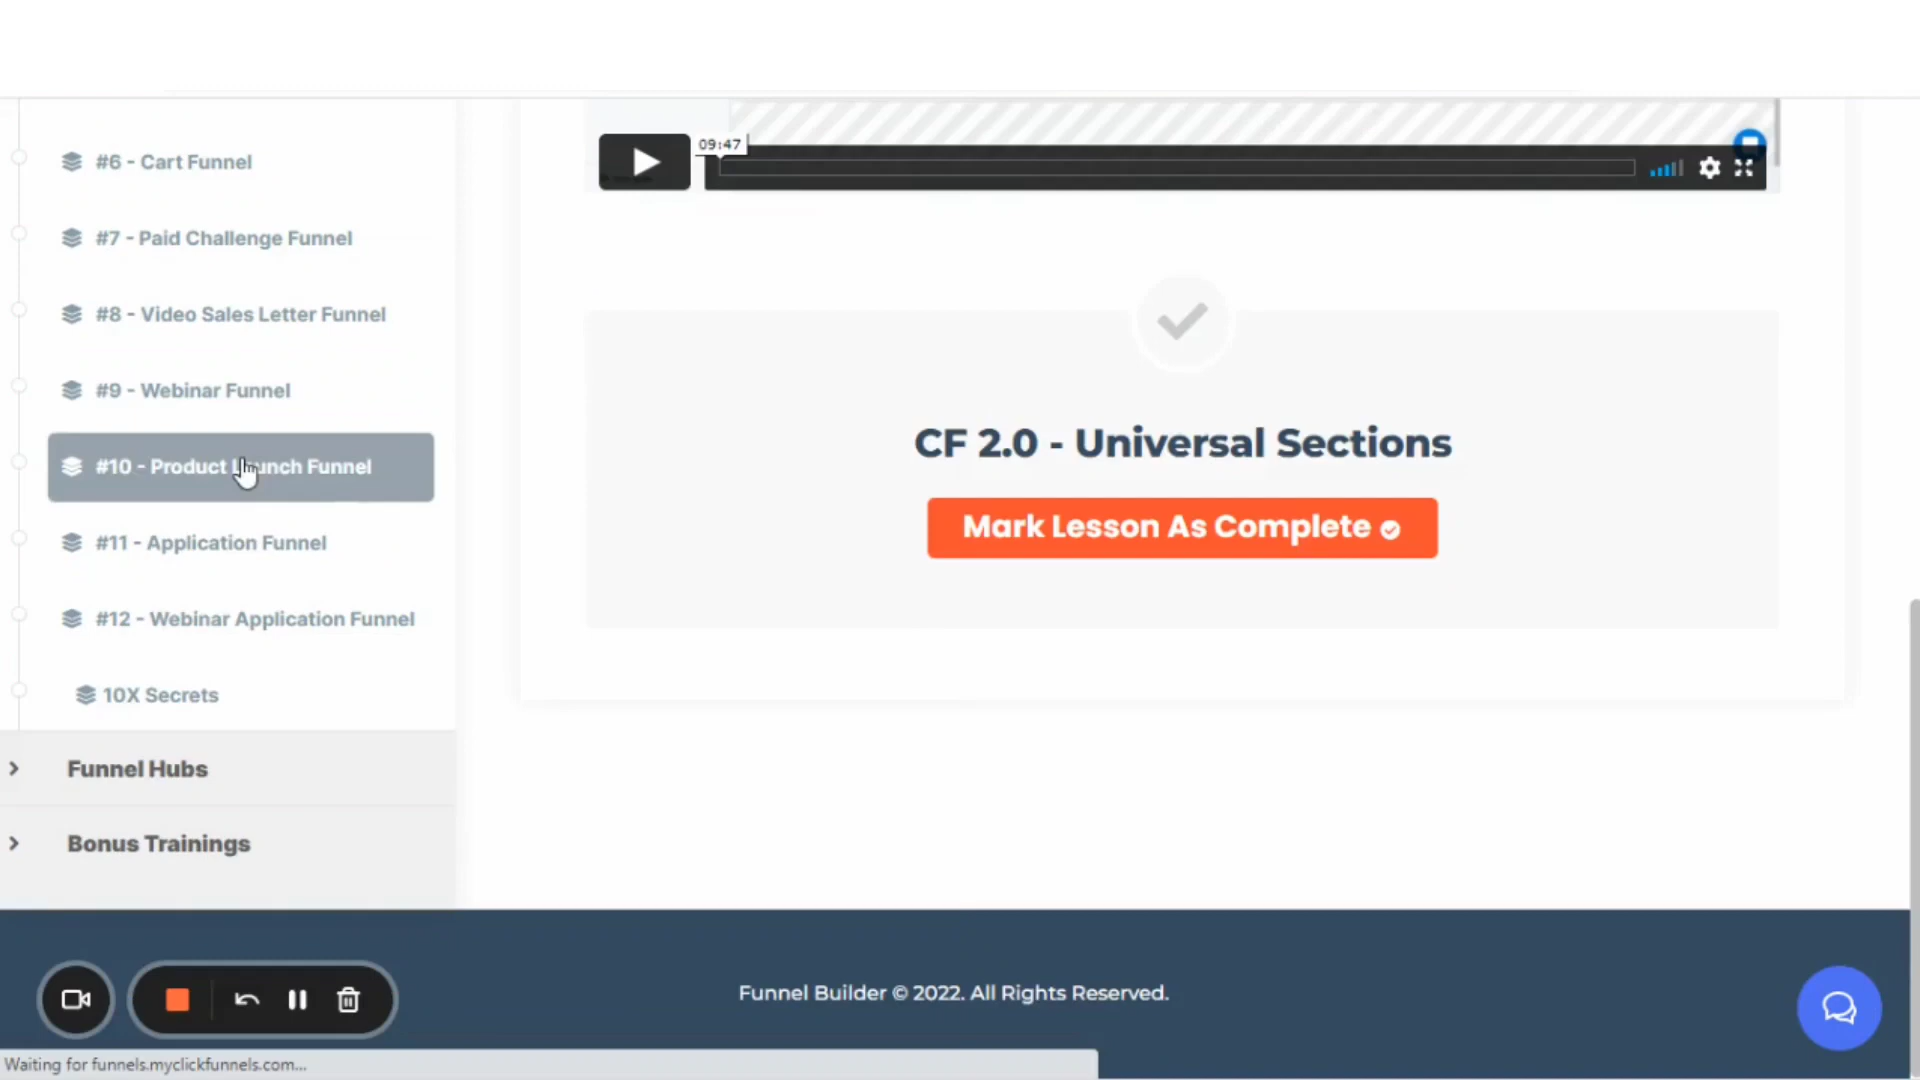 #6 - Cart Funnel
#7 - Paid Challenge Funnel
#8 - Video Sales Letter Funnel
#9 - Webinar Funnel
#10 - Product Launch Funnel
#11 - Application Funnel
#12 - Webinar Application Funnel
10X Secrets
Funnel Hubs
Bonus Trainings
09:47
CF 2.0 - Universal Sections
Mark Lesson As Complete
Funnel Builder © 2022. All Rights Reserved.
Waiting for funnels.myclickfunnels.com...